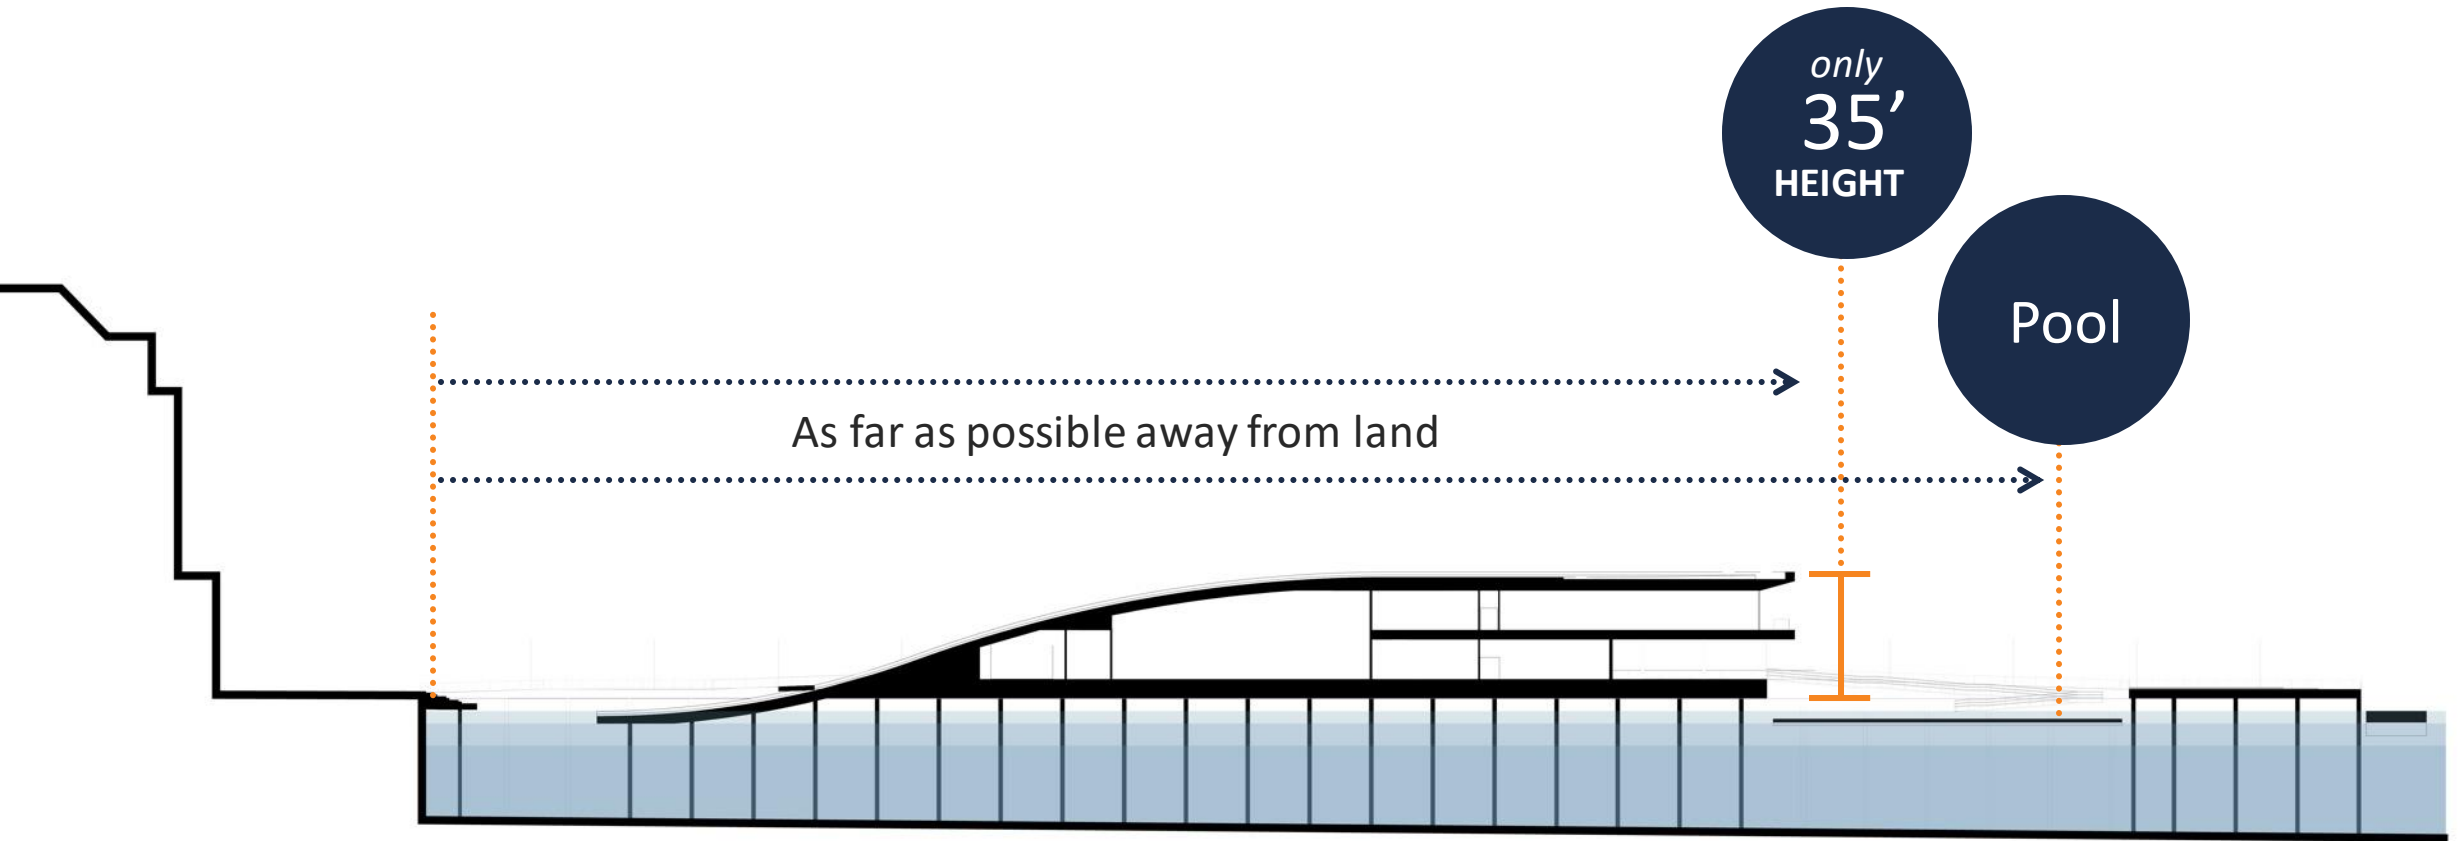 only
35’
HEIGHT
Pool
As far as possible away from land